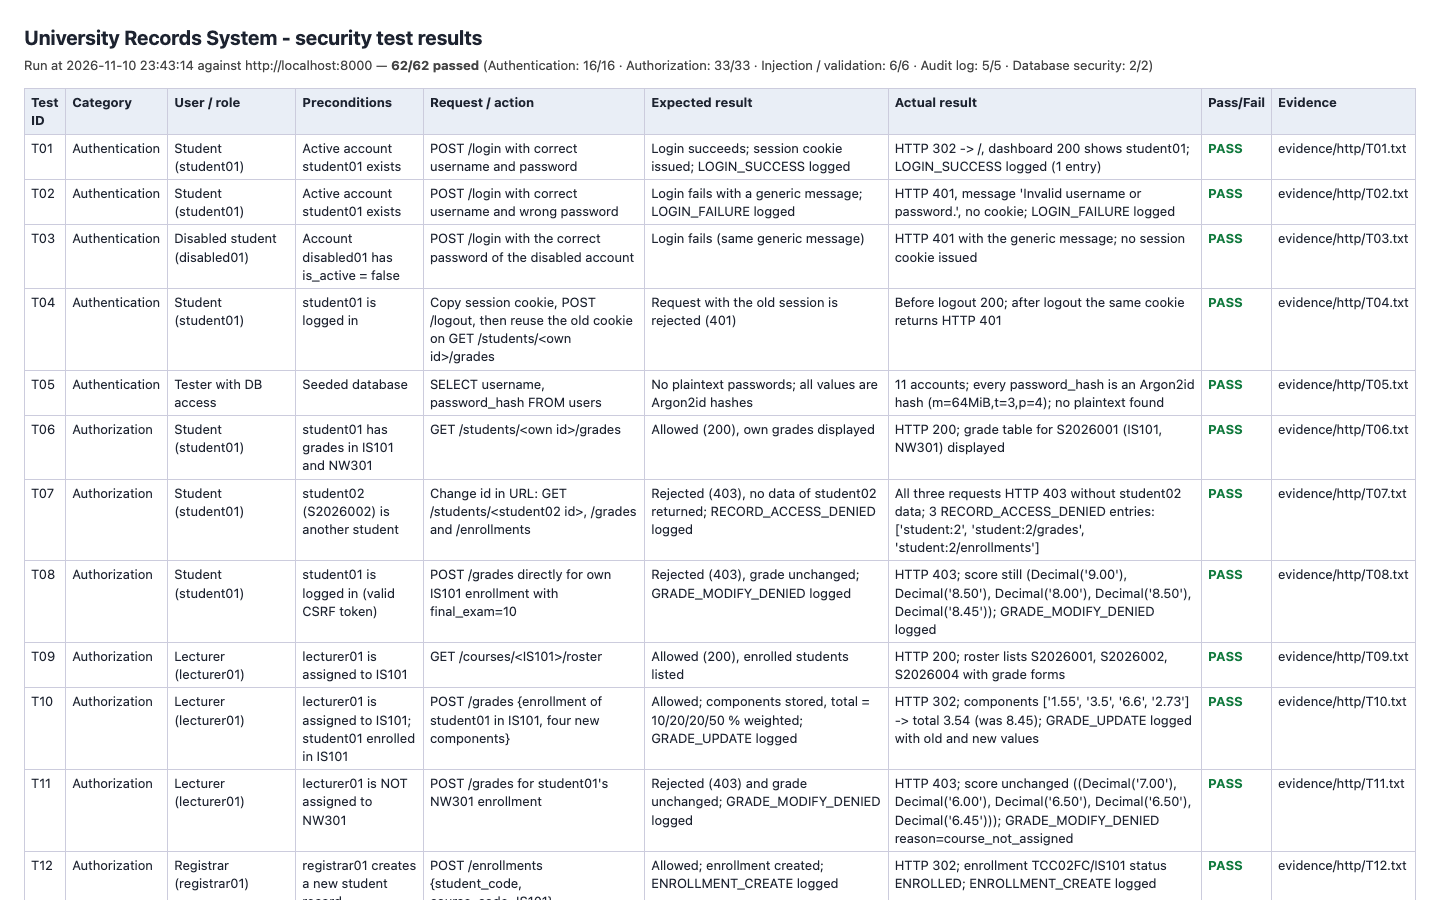 University Records System - security test results
Run at 2026-11-10 23:43:14 against http://localhost:8000 — 62/62 passed (Authentication: 16/16 · Authorization: 33/33 · Injection / validation: 6/6 · Audit log: 5/5 · Database security: 2/2)
Test ID Category User / role Preconditions Request / action Expected result Actual result Pass/Fail Evidence
T01 Authentication Student (student01) Active account student01 exists POST /login with correct username and password Login succeeds; session cookie issued; LOGIN_SUCCESS logged HTTP 302 -> /, dashboard 200 shows student01; LOGIN_SUCCESS logged (1 entry) PASS evidence/http/T01.txt
T02 Authentication Student (student01) Active account student01 exists POST /login with correct username and wrong password Login fails with a generic message; LOGIN_FAILURE logged HTTP 401, message 'Invalid username or password.', no cookie; LOGIN_FAILURE logged PASS evidence/http/T02.txt
T03 Authentication Disabled student (disabled01) Account disabled01 has is_active = false POST /login with the correct password of the disabled account Login fails (same generic message) HTTP 401 with the generic message; no session cookie issued PASS evidence/http/T03.txt
T04 Authentication Student (student01) student01 is logged in Copy session cookie, POST /logout, then reuse the old cookie on GET /students/<own id>/grades Request with the old session is rejected (401) Before logout 200; after logout the same cookie returns HTTP 401 PASS evidence/http/T04.txt
T05 Authentication Tester with DB access Seeded database SELECT username, password_hash FROM users No plaintext passwords; all values are Argon2id hashes 11 accounts; every password_hash is an Argon2id hash (m=64MiB,t=3,p=4); no plaintext found PASS evidence/http/T05.txt
T06 Authorization Student (student01) student01 has grades in IS101 and NW301 GET /students/<own id>/grades Allowed (200), own grades displayed HTTP 200; grade table for S2026001 (IS101, NW301) displayed PASS evidence/http/T06.txt
T07 Authorization Student (student01) student02 (S2026002) is another student Change id in URL: GET /students/<student02 id>, /grades and /enrollments Rejected (403), no data of student02 returned; RECORD_ACCESS_DENIED logged All three requests HTTP 403 without student02 data; 3 RECORD_ACCESS_DENIED entries: ['student:2', 'student:2/grades', 'student:2/enrollments'] PASS evidence/http/T07.txt
T08 Authorization Student (student01) student01 is logged in (valid CSRF token) POST /grades directly for own IS101 enrollment with final_exam=10 Rejected (403), grade unchanged; GRADE_MODIFY_DENIED logged HTTP 403; score still (Decimal('9.00'), Decimal('8.50'), Decimal('8.00'), Decimal('8.50'), Decimal('8.45')); GRADE_MODIFY_DENIED logged PASS evidence/http/T08.txt
T09 Authorization Lecturer (lecturer01) lecturer01 is assigned to IS101 GET /courses/<IS101>/roster Allowed (200), enrolled students listed HTTP 200; roster lists S2026001, S2026002, S2026004 with grade forms PASS evidence/http/T09.txt
T10 Authorization Lecturer (lecturer01) lecturer01 is assigned to IS101; student01 enrolled in IS101 POST /grades {enrollment of student01 in IS101, four new components} Allowed; components stored, total = 10/20/20/50 % weighted; GRADE_UPDATE logged HTTP 302; components ['1.55', '3.5', '6.6', '2.73'] -> total 3.54 (was 8.45); GRADE_UPDATE logged with old and new values PASS evidence/http/T10.txt
T11 Authorization Lecturer (lecturer01) lecturer01 is NOT assigned to NW301 POST /grades for student01's NW301 enrollment Rejected (403) and grade unchanged; GRADE_MODIFY_DENIED logged HTTP 403; score unchanged ((Decimal('7.00'), Decimal('6.00'), Decimal('6.50'), Decimal('6.50'), Decimal('6.45'))); GRADE_MODIFY_DENIED reason=course_not_assigned PASS evidence/http/T11.txt
T12 Authorization Registrar (registrar01) registrar01 creates a new student POST /enrollments {student_code, Allowed; enrollment created; ENROLLMENT_CREATE logged HTTP 302; enrollment TCC02FC/IS101 status ENROLLED; ENROLLMENT_CREATE logged PASS evidence/http/T12.txt